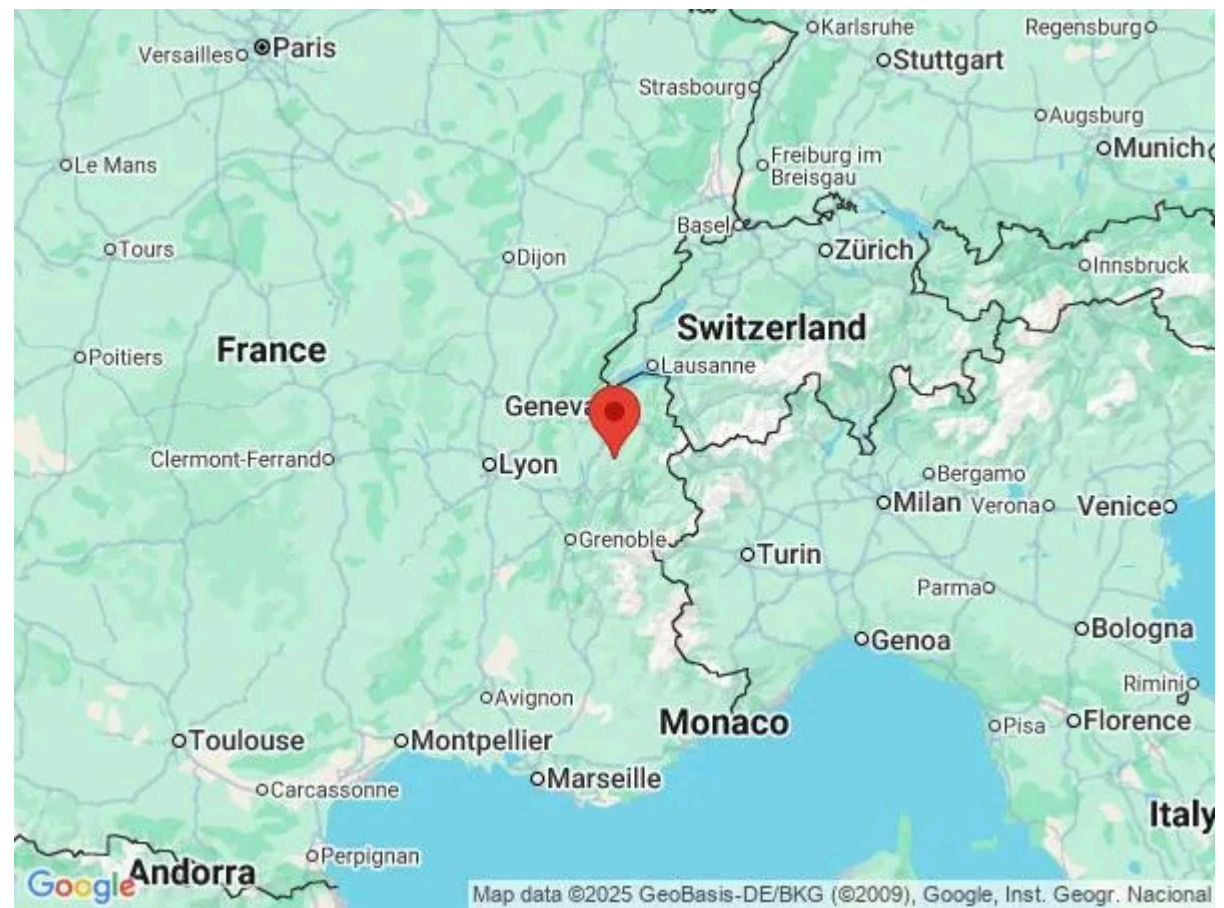 Karlsruhe
Regensburg
Versailles
Paris
Stuttgart
Strasbourg
Augsburg
Munich
Le Mans
Freiburg im
Breisgau
Basel
Tours
Dijon
Zürich
Innsbruck
Switzerland
France
Poitiers
Lausanne
Geneva
Clermont-Ferrand
Lyon
Bergamo
Milan
Verona
Venice
Grenoble
Turin
Parma
Genoa
Bologna
Avignon
Rimini
Monaco
Pisa
Florence
Toulouse
Montpellier
Marseille
Carcassonne
Italy
Perpignan
Andorra
Google
Map data ©2025 GeoBasis-DE/BKG (©2009), Google, Inst. Geogr. Nacional